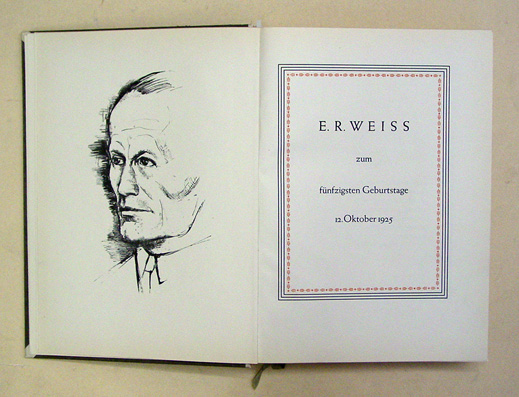 E. R. WEISS
zum
fünfzigsten Geburtstage
12. Oktober 1925